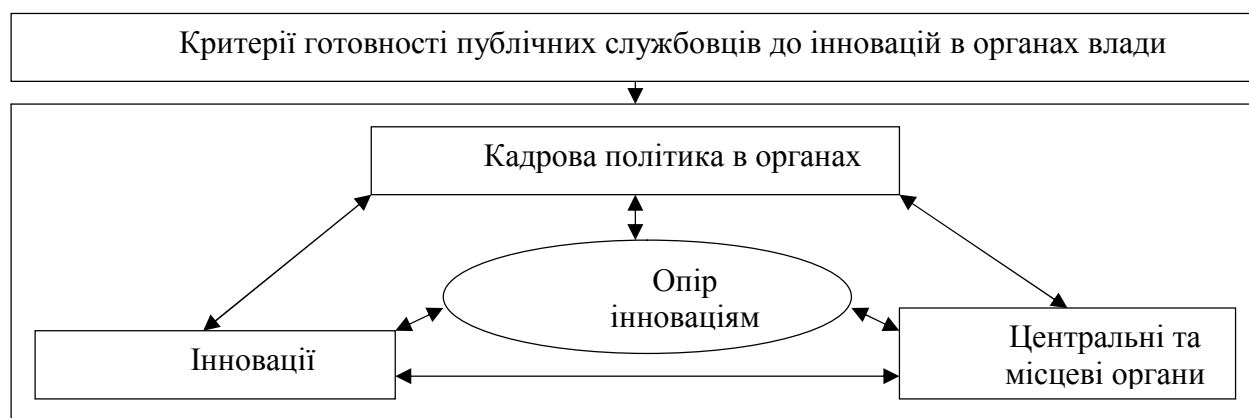 Критерії готовності публічних службовців до інновацій в органах влади
Кадрова політика в органах
Опір
інноваціям
Інновації
Центральні та
місцеві органи